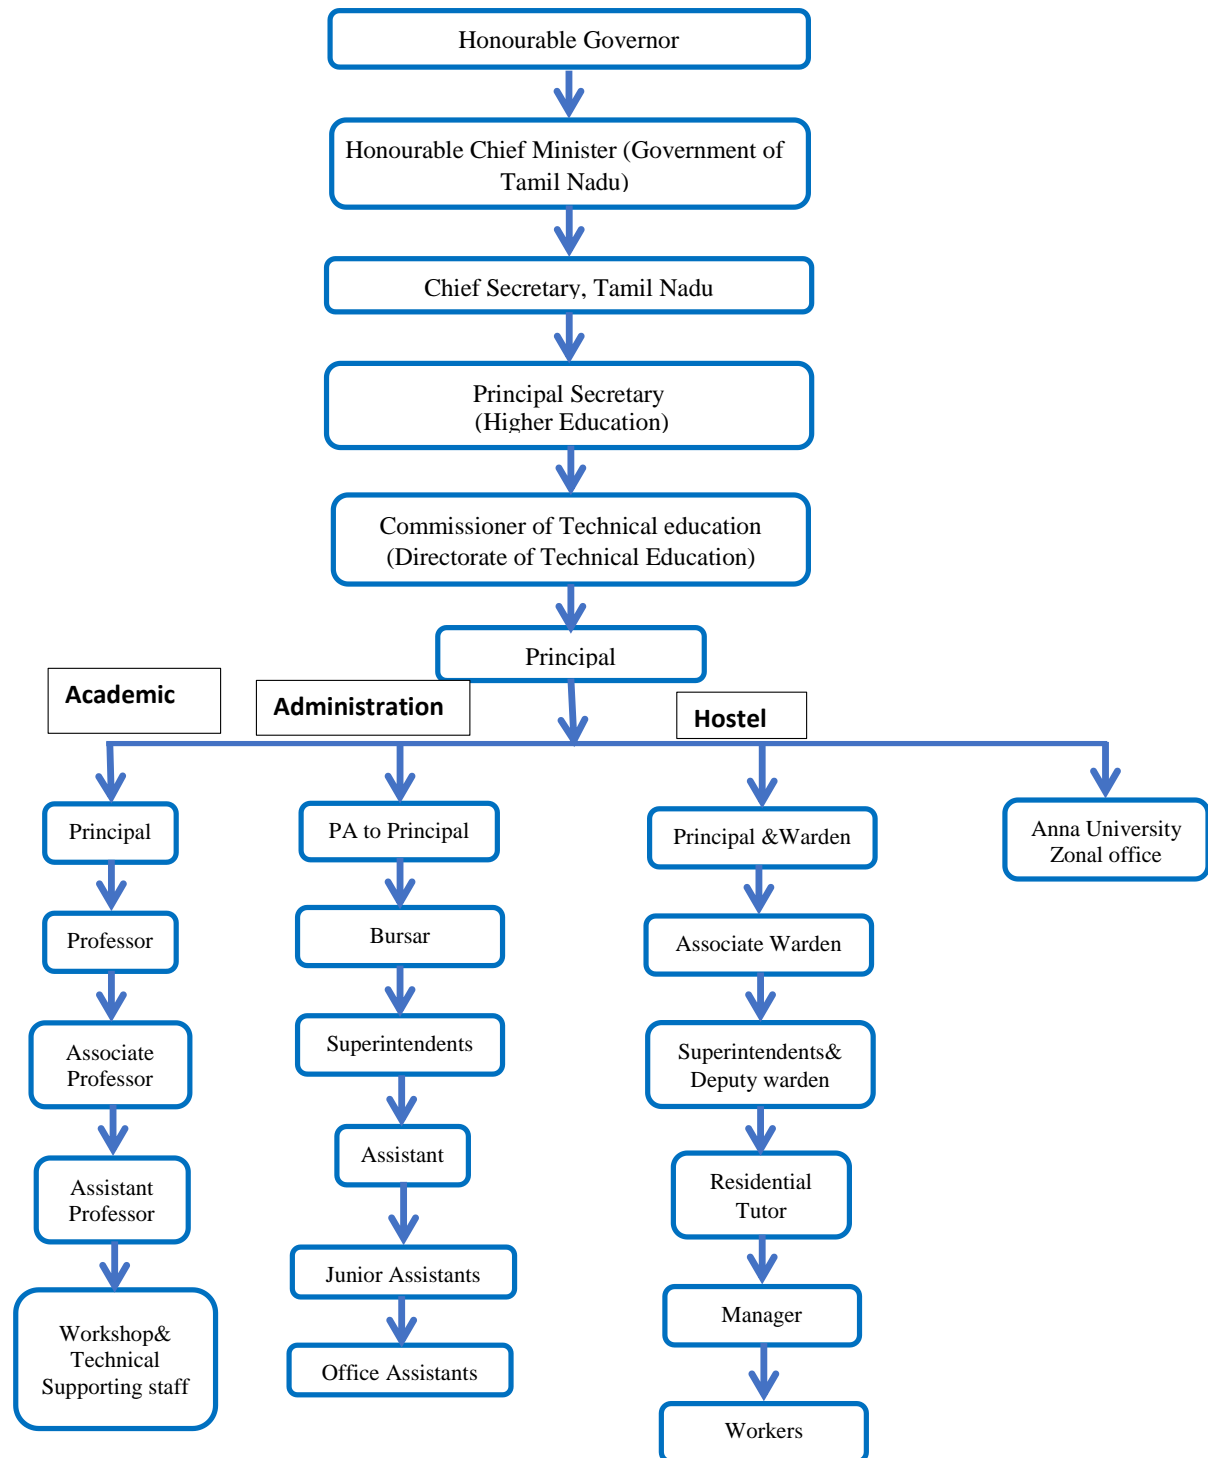 Honourable Governor
Honourable Chief Minister (Government of
Tamil Nadu)
Chief Secretary, Tamil Nadu
Principal Secretary
(Higher Education)
Commissioner of Technical education
(Directorate of Technical Education)
Principal
Academic
Administration
Hostel
Principal
Professor
Associate
Professor
Assistant
Professor
Workshop&
Technical
Supporting staff
PA to Principal
Bursar
Superintendents
Assistant
Junior Assistants
Office Assistants
Principal &Warden
Associate Warden
Superintendents&
Deputy warden
Residential
Tutor
Manager
Workers
Anna University
Zonal office